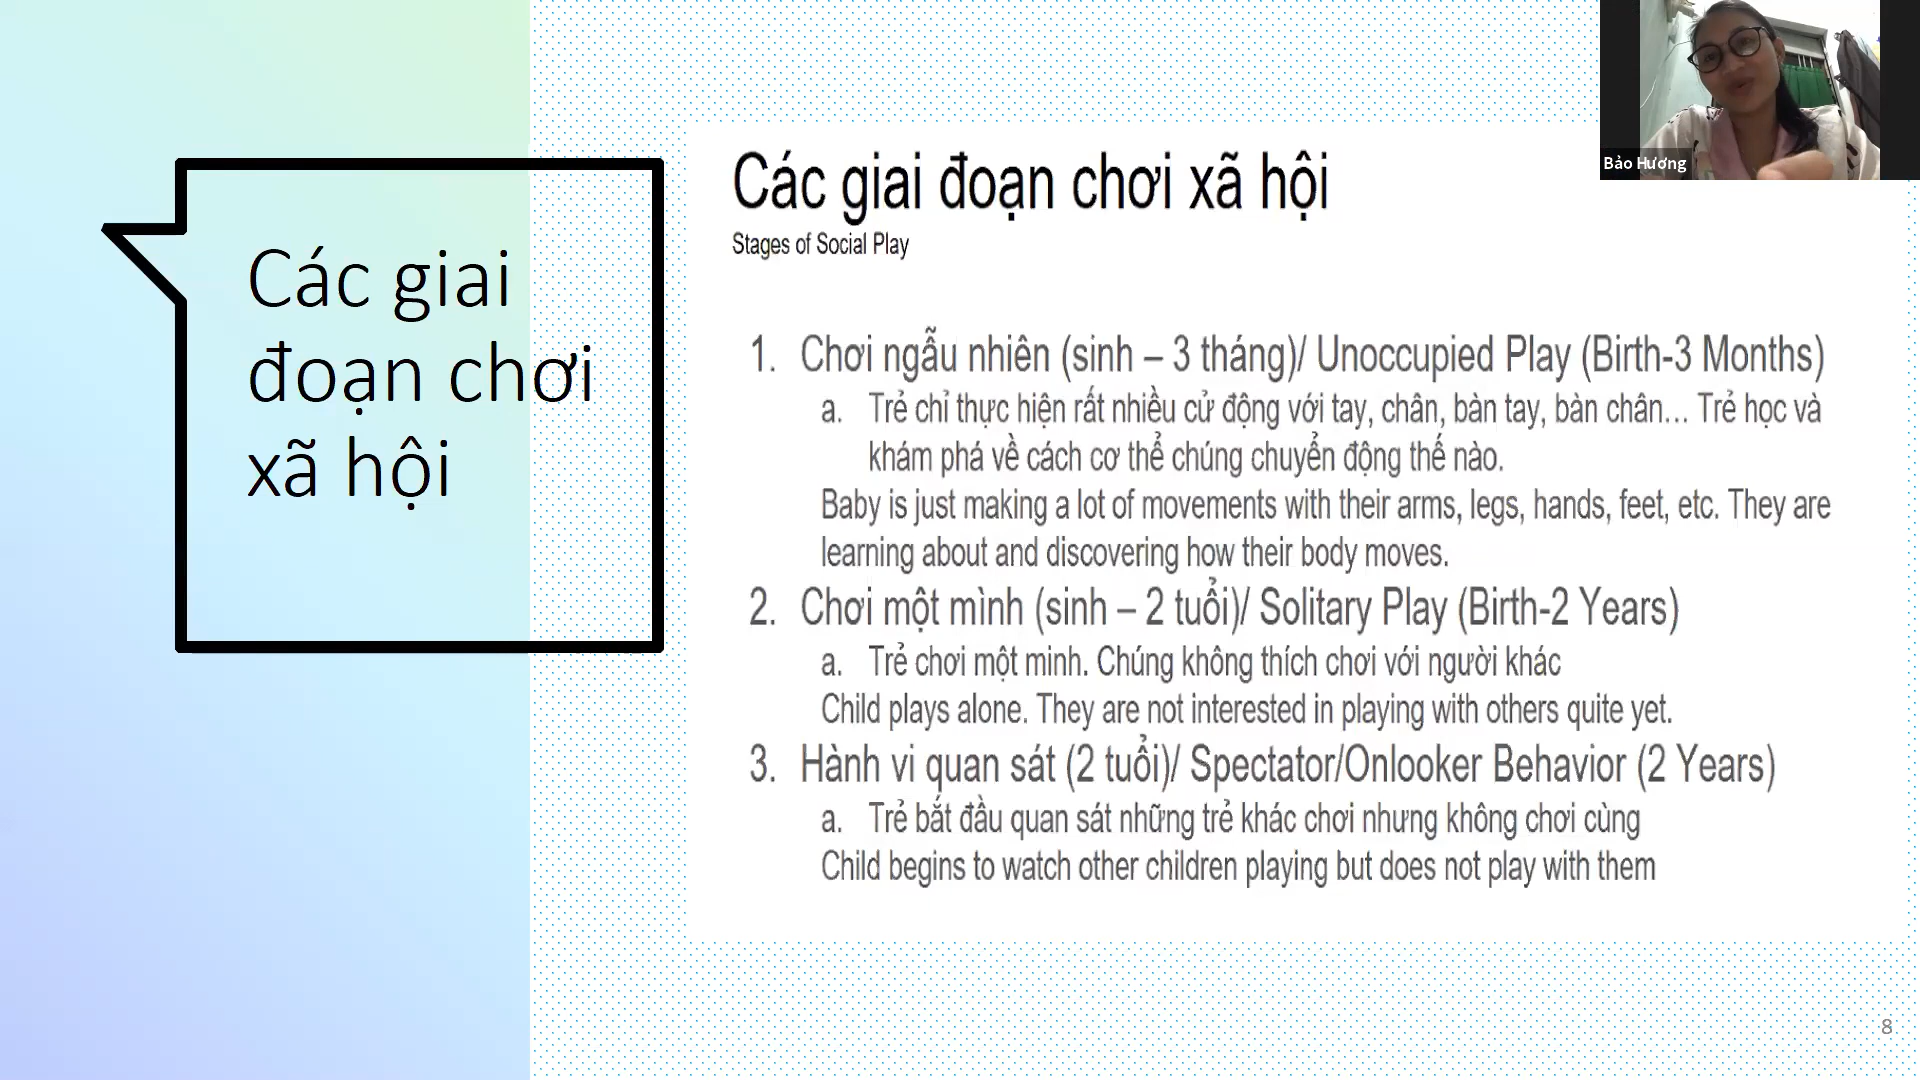 Các giai
đoạn chơi
xã hội
Các giai đoạn chơi xã hội
Stages of Social Play
1. Chơi ngẫu nhiên (sinh – 3 tháng)/ Unoccupied Play (Birth-3 Months)
a. Trẻ chỉ thực hiện rất nhiều cử động với tay, chân, bàn tay, bàn chân... Trẻ học và
khám phá về cách cơ thể chúng chuyển động thế nào.
Baby is just making a lot of movements with their arms, legs, hands, feet, etc. They are
learning about and discovering how their body moves.
2. Chơi một mình (sinh – 2 tuổi)/ Solitary Play (Birth-2 Years)
a. Trẻ chơi một minh. Chúng không thích chơi với người khác
Child plays alone. They are not interested in playing with others quite yet.
3. Hành vi quan sát (2 tuổi)/ Spectator/Onlooker Behavior (2 Years)
a. Trẻ bắt đầu quan sát những trẻ khác chơi nhưng không chơi cùng
Child begins to watch other children playing but does not play with them
Bảo Hương
8